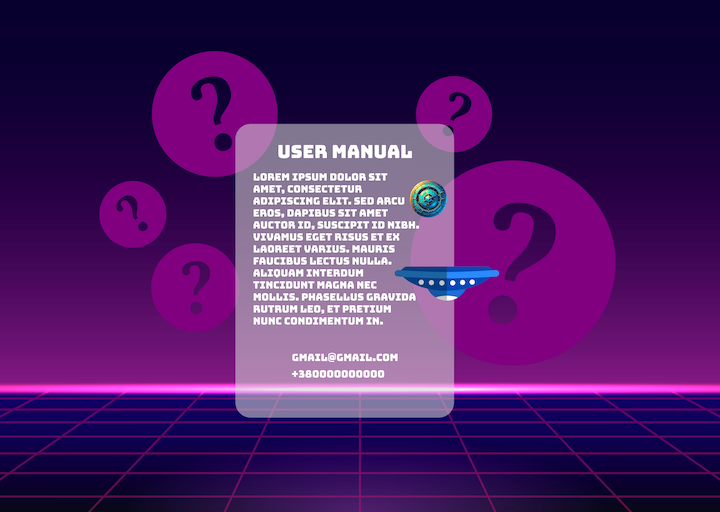 ?
?
USER MANUAL
LOREM IPSUM DOLOR SIT
AMET, CONSECTETUR
ADIPISCING ELIT. SED ARCU
EROS, DAPIBUS SIT AMET
AUCTOR ID, SUSCIPIT ID NIBH.
VIVAMUS EGET RISUS ET EX
LAOREET VARIUS. MAURIS
FAUCIBUS LECTUS NULLA.
ALIQUAM INTERDUM
TINCIDUNT MAGNA NEC
MOLLIS. PHASELLUS GRAVIDA
RUTRUM LEO, ET PRETIUM
NUNC CONDIMENTUM IN.
GMAIL@GMAIL.COM
+380000000000
?
?
?